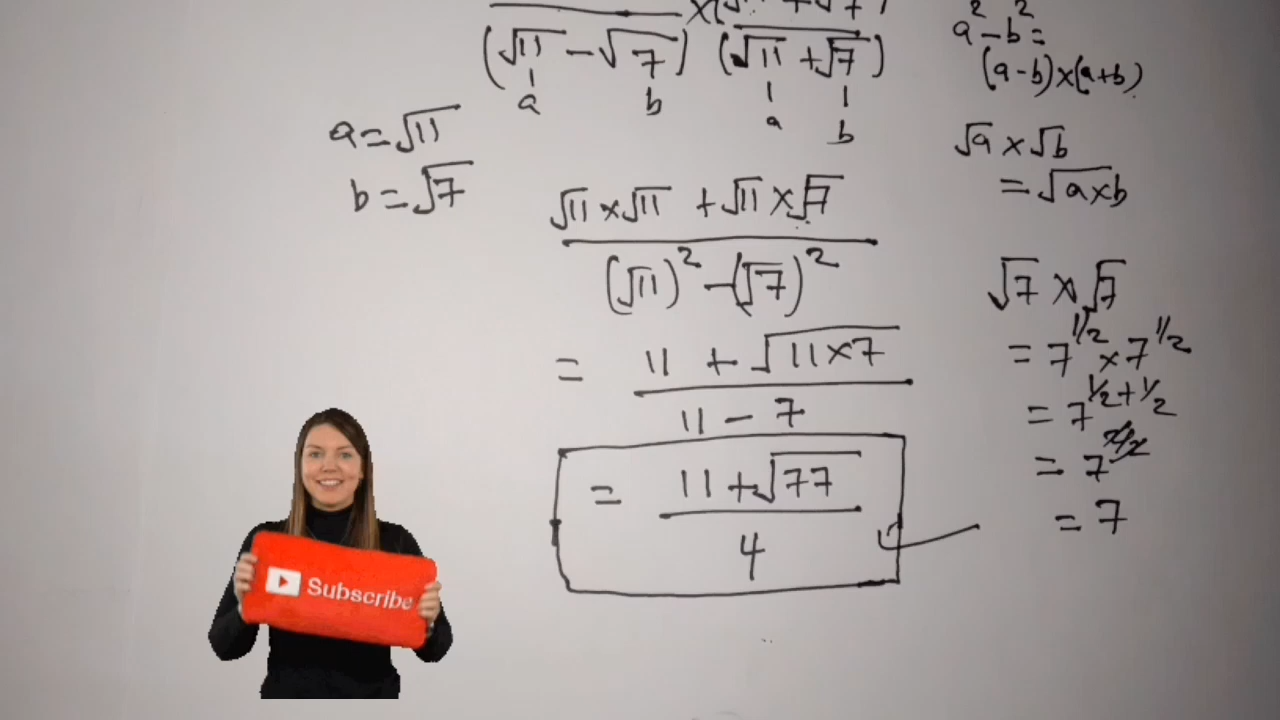 (√11 - √7) (√11 + √7)
a b a b
a = √11
b = √7
√11 × √11 + √11 × √7
(√11)² - (√7)²
= 11 + √11×7
11 - 7
= 11 + √77
4
a² - b² =
(a-b)×(a+b)
√a × √b
= √a×b
√7 × √7
= 7^1/2 × 7^1/2
= 7^1/2+1/2
= 7
= 7
Subscribe